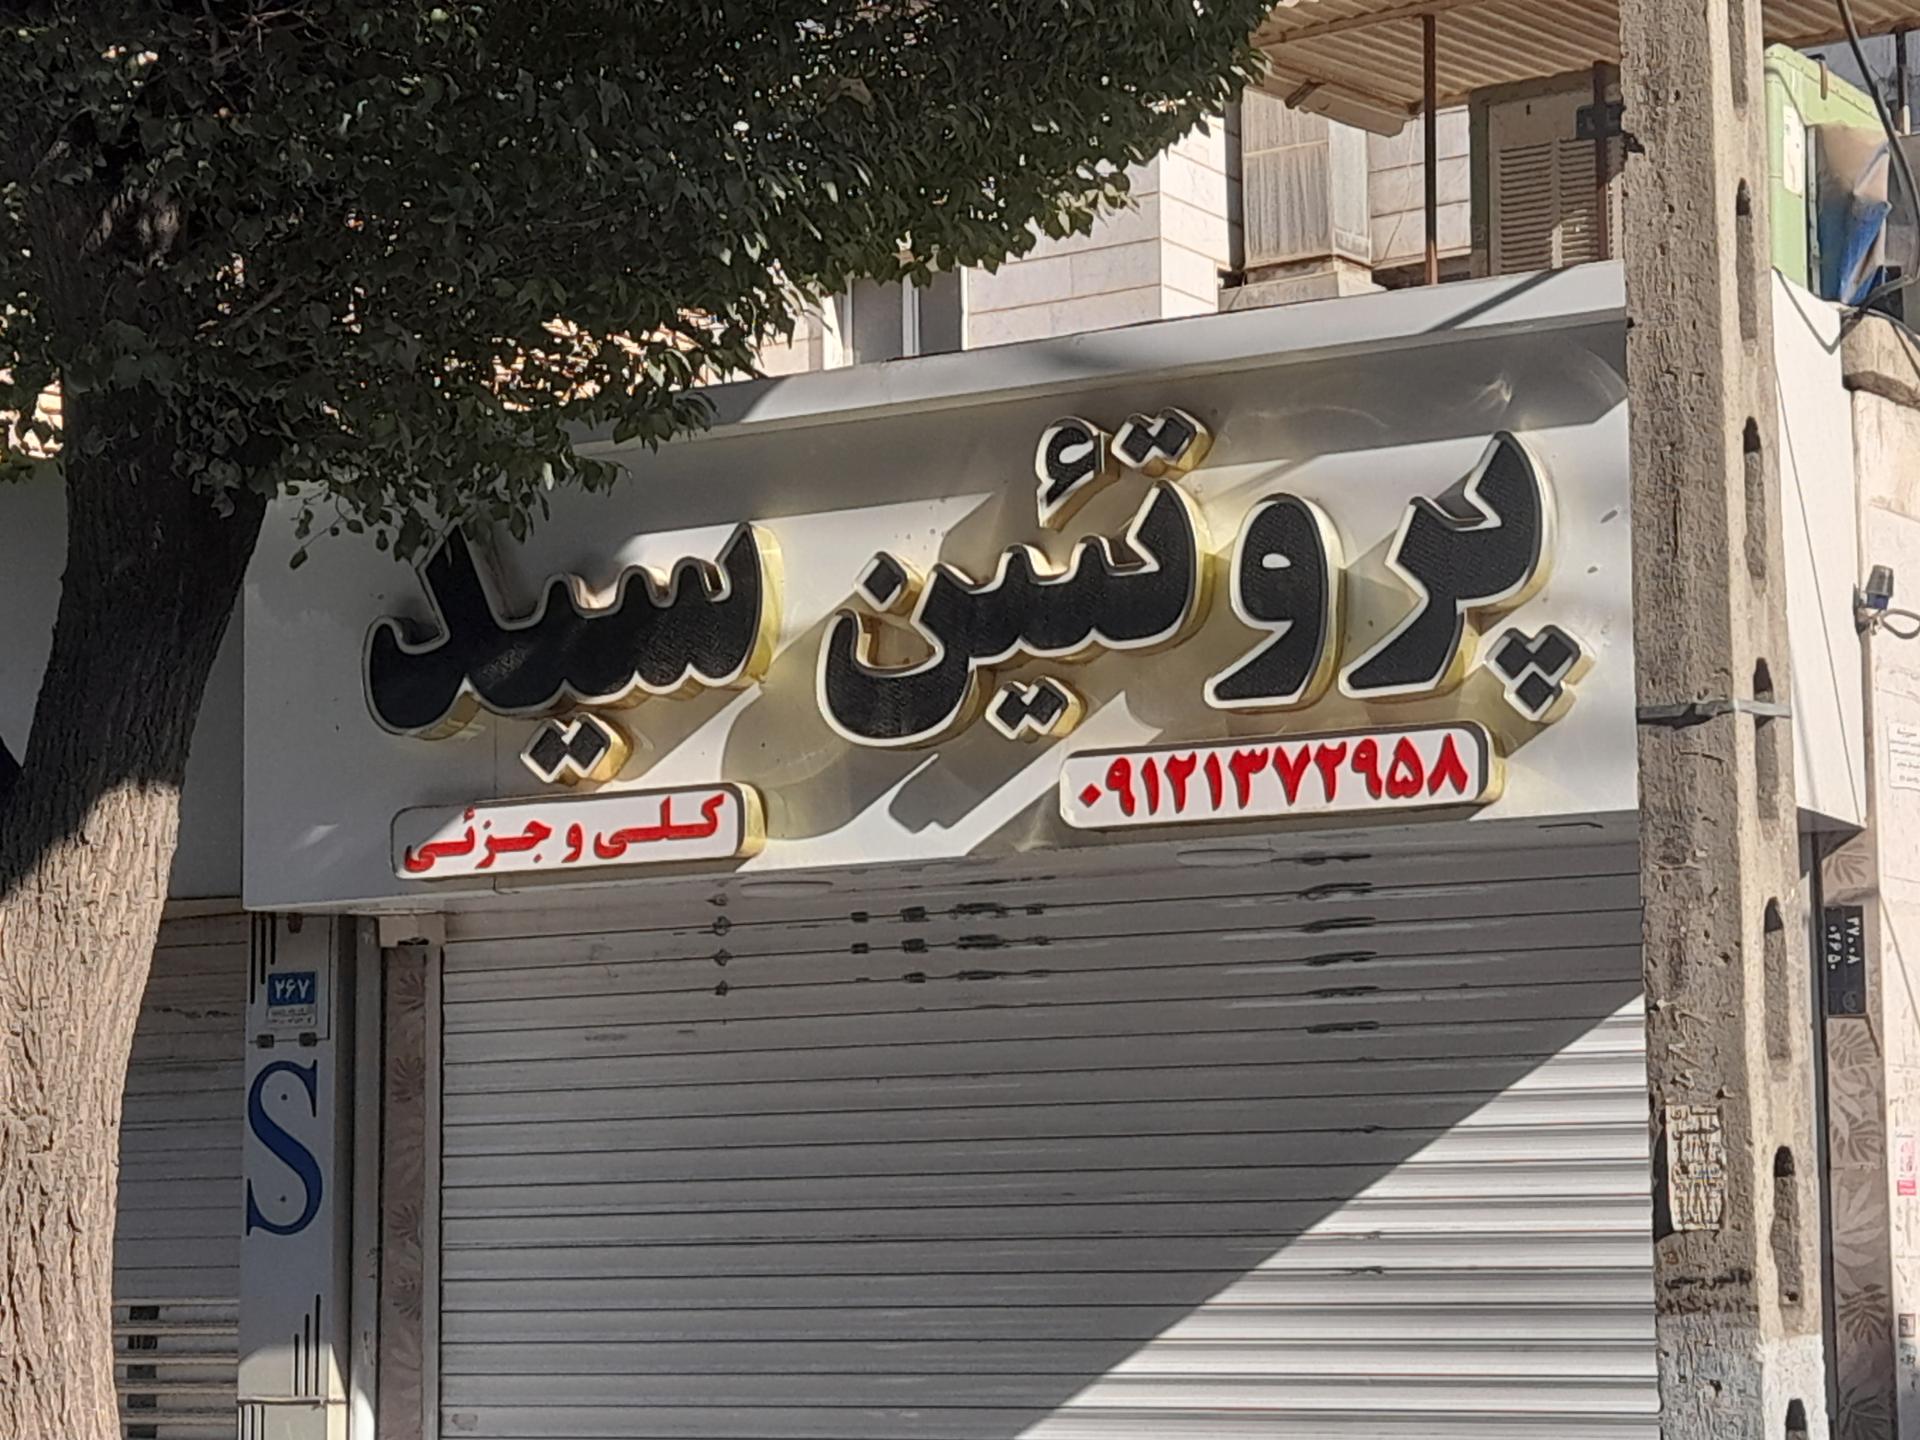 پروتئین سید
۰۹۱۲۱۳۷۲۹۵۸
کلی و جزئی
۲۶۷
S